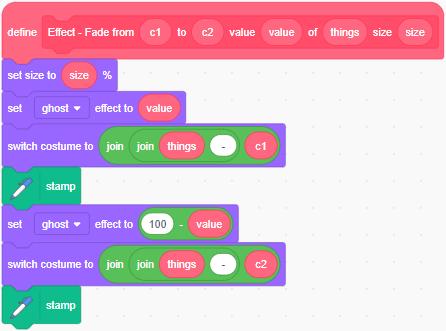 define Effect - Fade from c1 to c2 value value of things size size
set size to size %
set ghost effect to value
switch costume to join join things - c1
stamp
set ghost effect to 100 - value
switch costume to join join things - c2
stamp